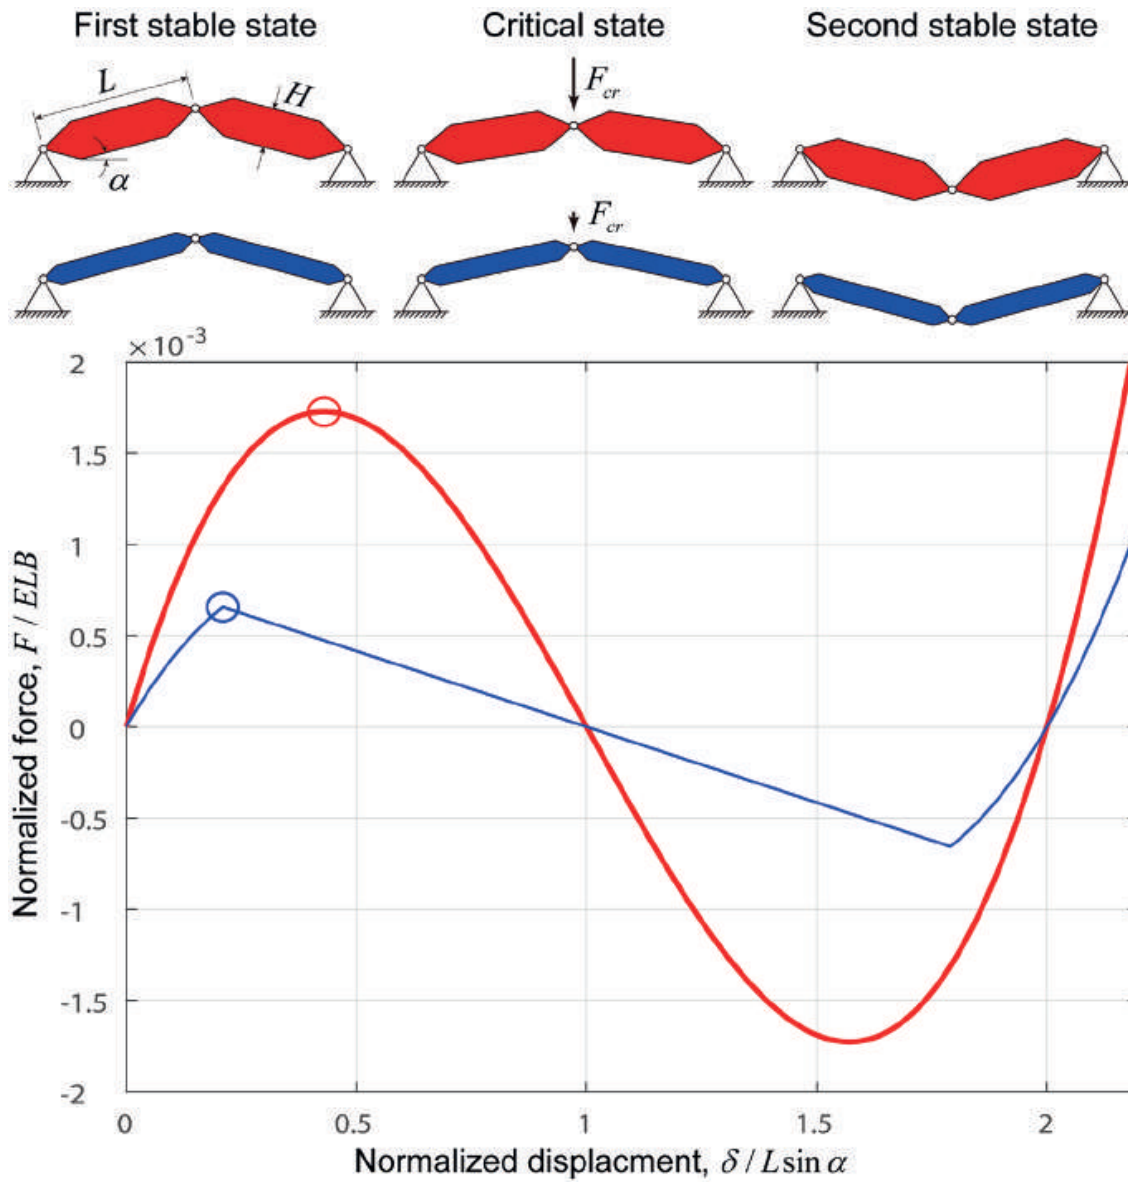 First stable state
Critical state
Second stable state
L
H
α
F_cr
F_cr
×10⁻³
2
1.5
1
0.5
0
-0.5
-1
-1.5
-2
Normalized force, F / ELB
0
0.5
1
1.5
2
Normalized displacment, δ / L sin α